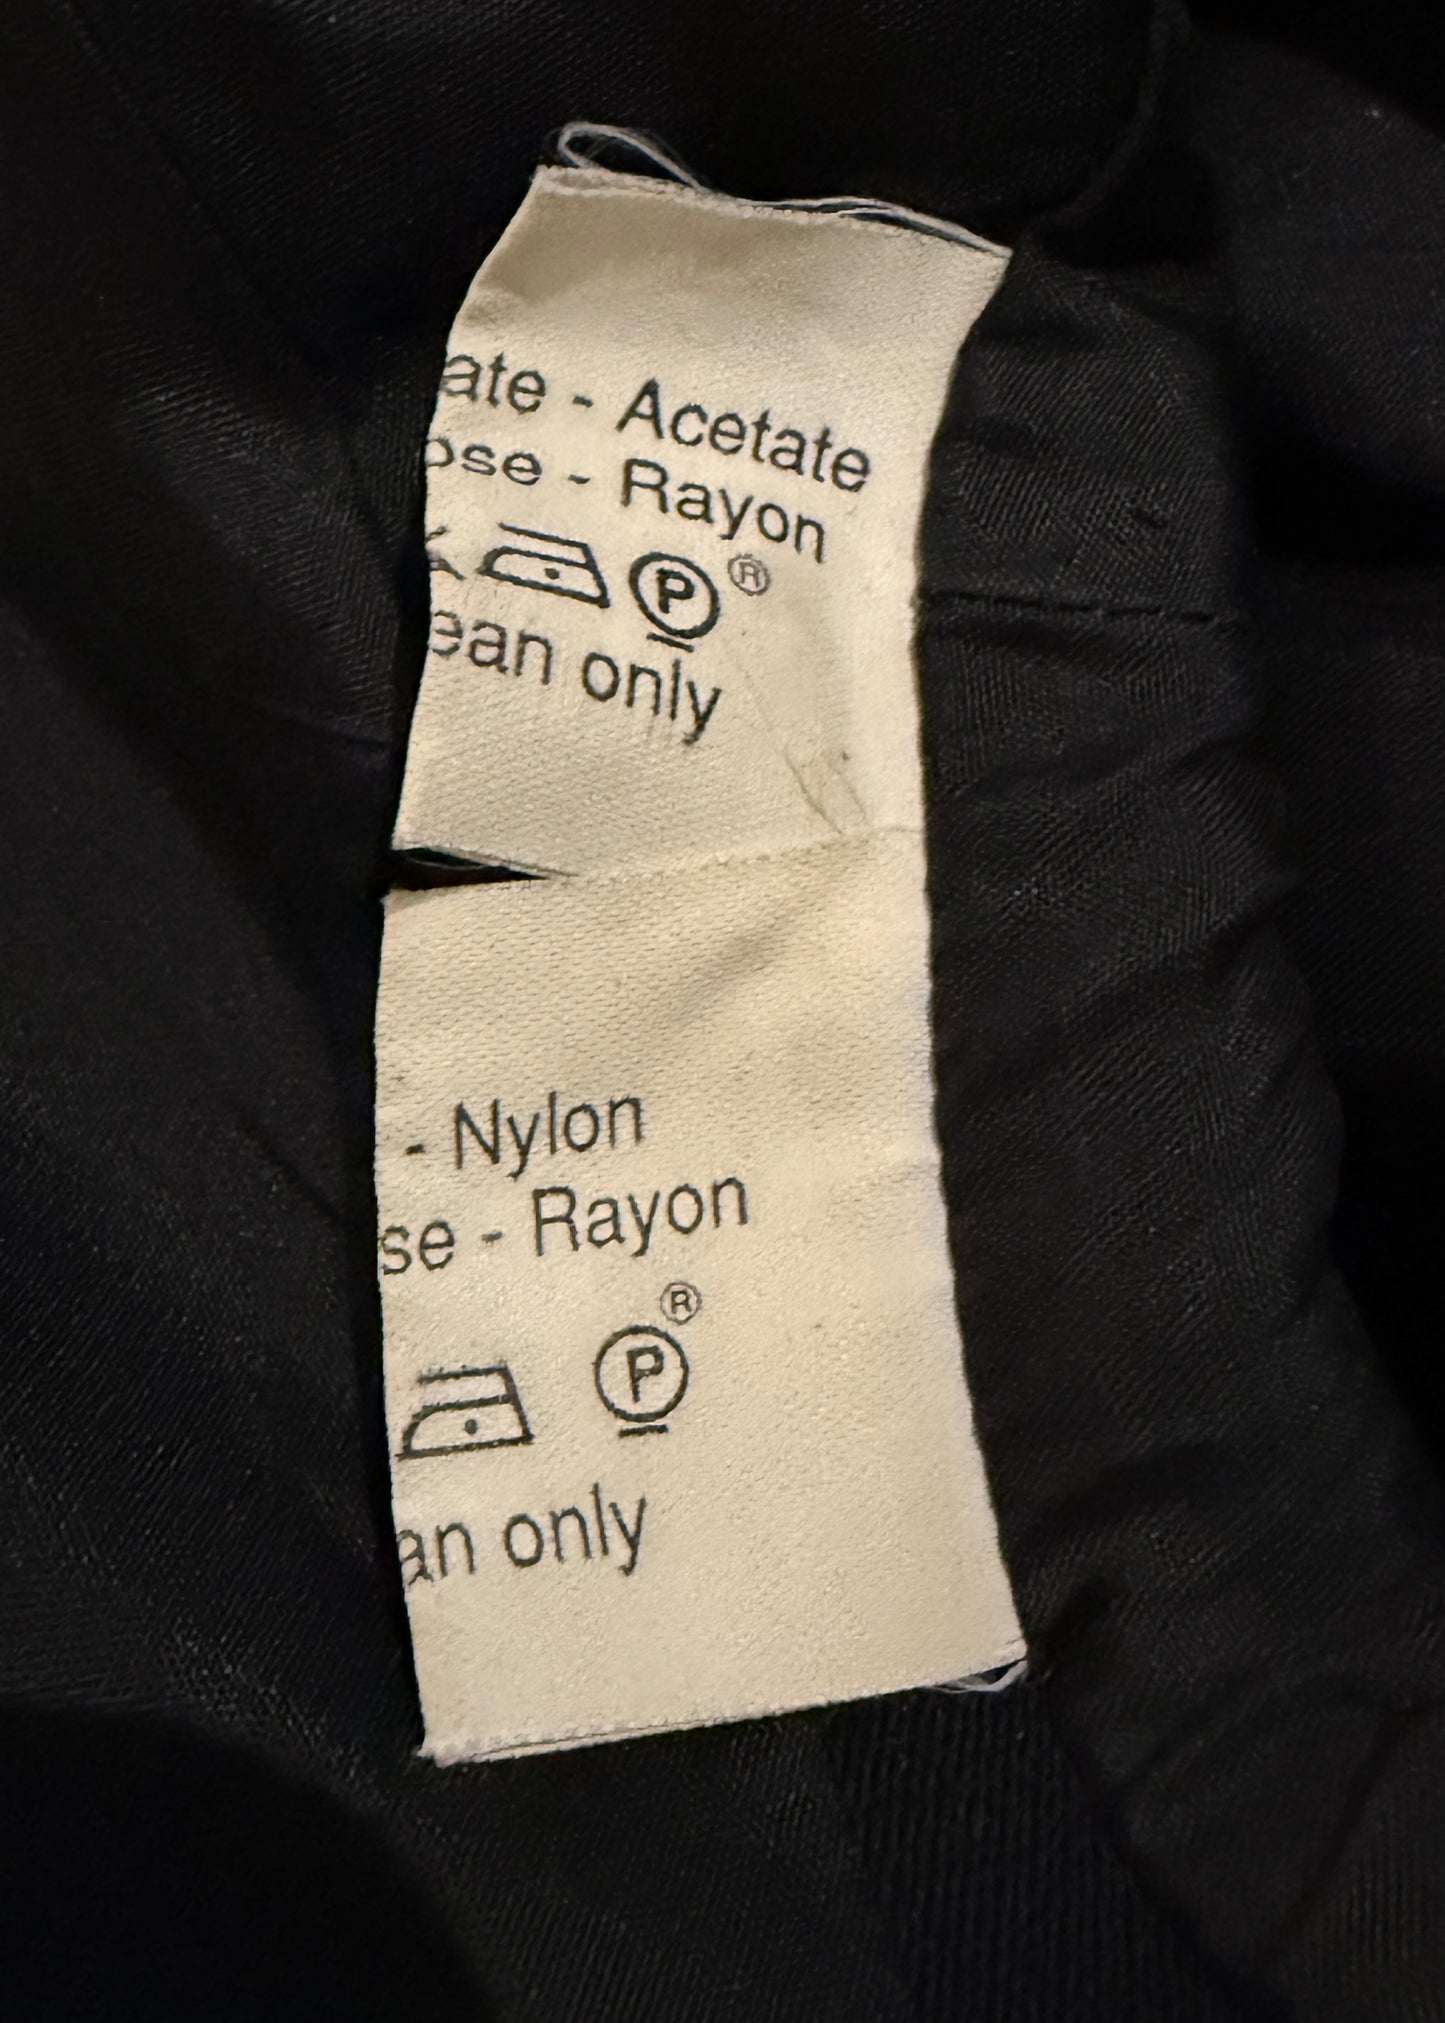 ate - Acetate
ose - Rayon
P ®
ean only
- Nylon
se - Rayon
®
P
an only